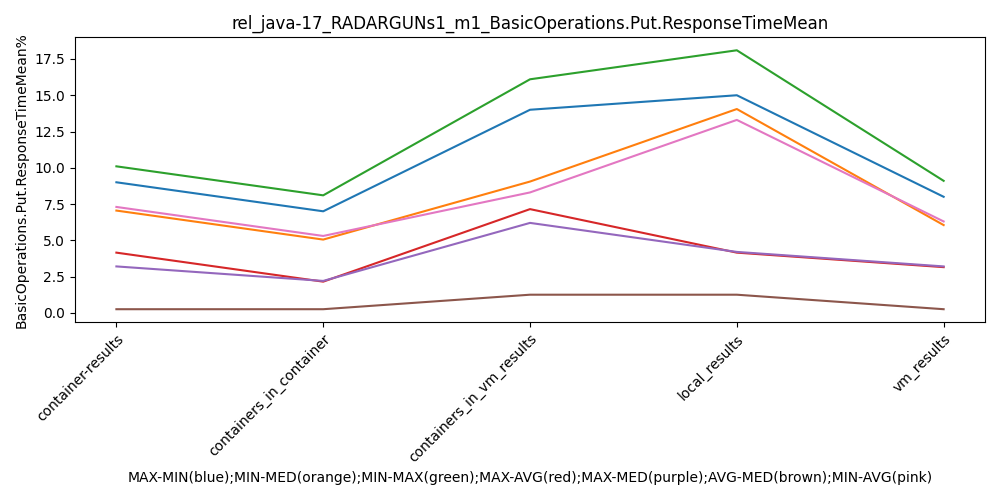 rel_java-17_RADARGUNs1_m1_BasicOperations.Put.ResponseTimeMean
BasicOperations.Put.ResponseTimeMean%
17.5
15.0
12.5
10.0
7.5
5.0
2.5
0.0
container-results
containers_in_container
containers_in_vm_results
local_results
vm_results
MAX-MIN(blue);MIN-MED(orange);MIN-MAX(green);MAX-AVG(red);MAX-MED(purple);AVG-MED(brown);MIN-AVG(pink)